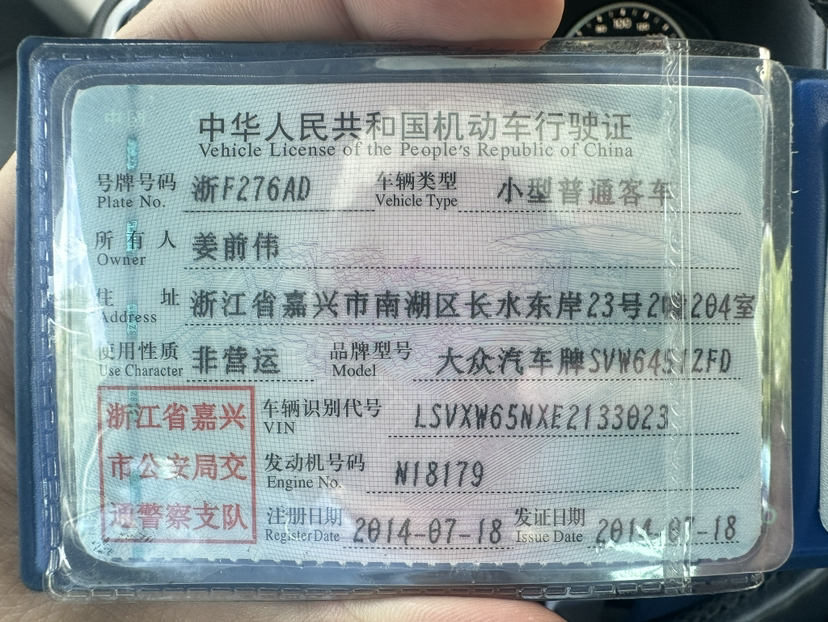 中华人民共和国机动车行驶证
Vehicle License of the People's Republic of China
号牌号码 浙F276AD 车辆类型 小型普通客车
Plate No. Vehicle Type
所有人 姜前伟
Owner
住址 浙江省嘉兴市南湖区长水东岸23号2幢204室
Address
使用性质 非营运 品牌型号 大众汽车牌
Use Character Model
浙江省嘉兴 车辆识别代号 LSVXW65NXE2133023
VIN
市公安局交 发动机号码 N18179
Engine No.
通警察支队 注册日期 2014-07-18 发证日期 2014-07-18
Register Date Issue Date
100